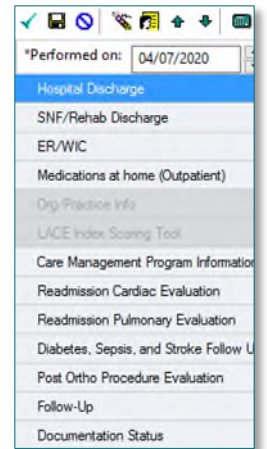 *Performed on: 04/07/2020
Hospital Discharge
SNF/Rehab Discharge
ER/WIC
Medications at home (Outpatient)
Org/Practice Info
LACE Index Scoring Tool
Care Management Program Information
Readmission Cardiac Evaluation
Readmission Pulmonary Evaluation
Diabetes, Sepsis, and Stroke Follow U
Post Ortho Procedure Evaluation
Follow-Up
Documentation Status